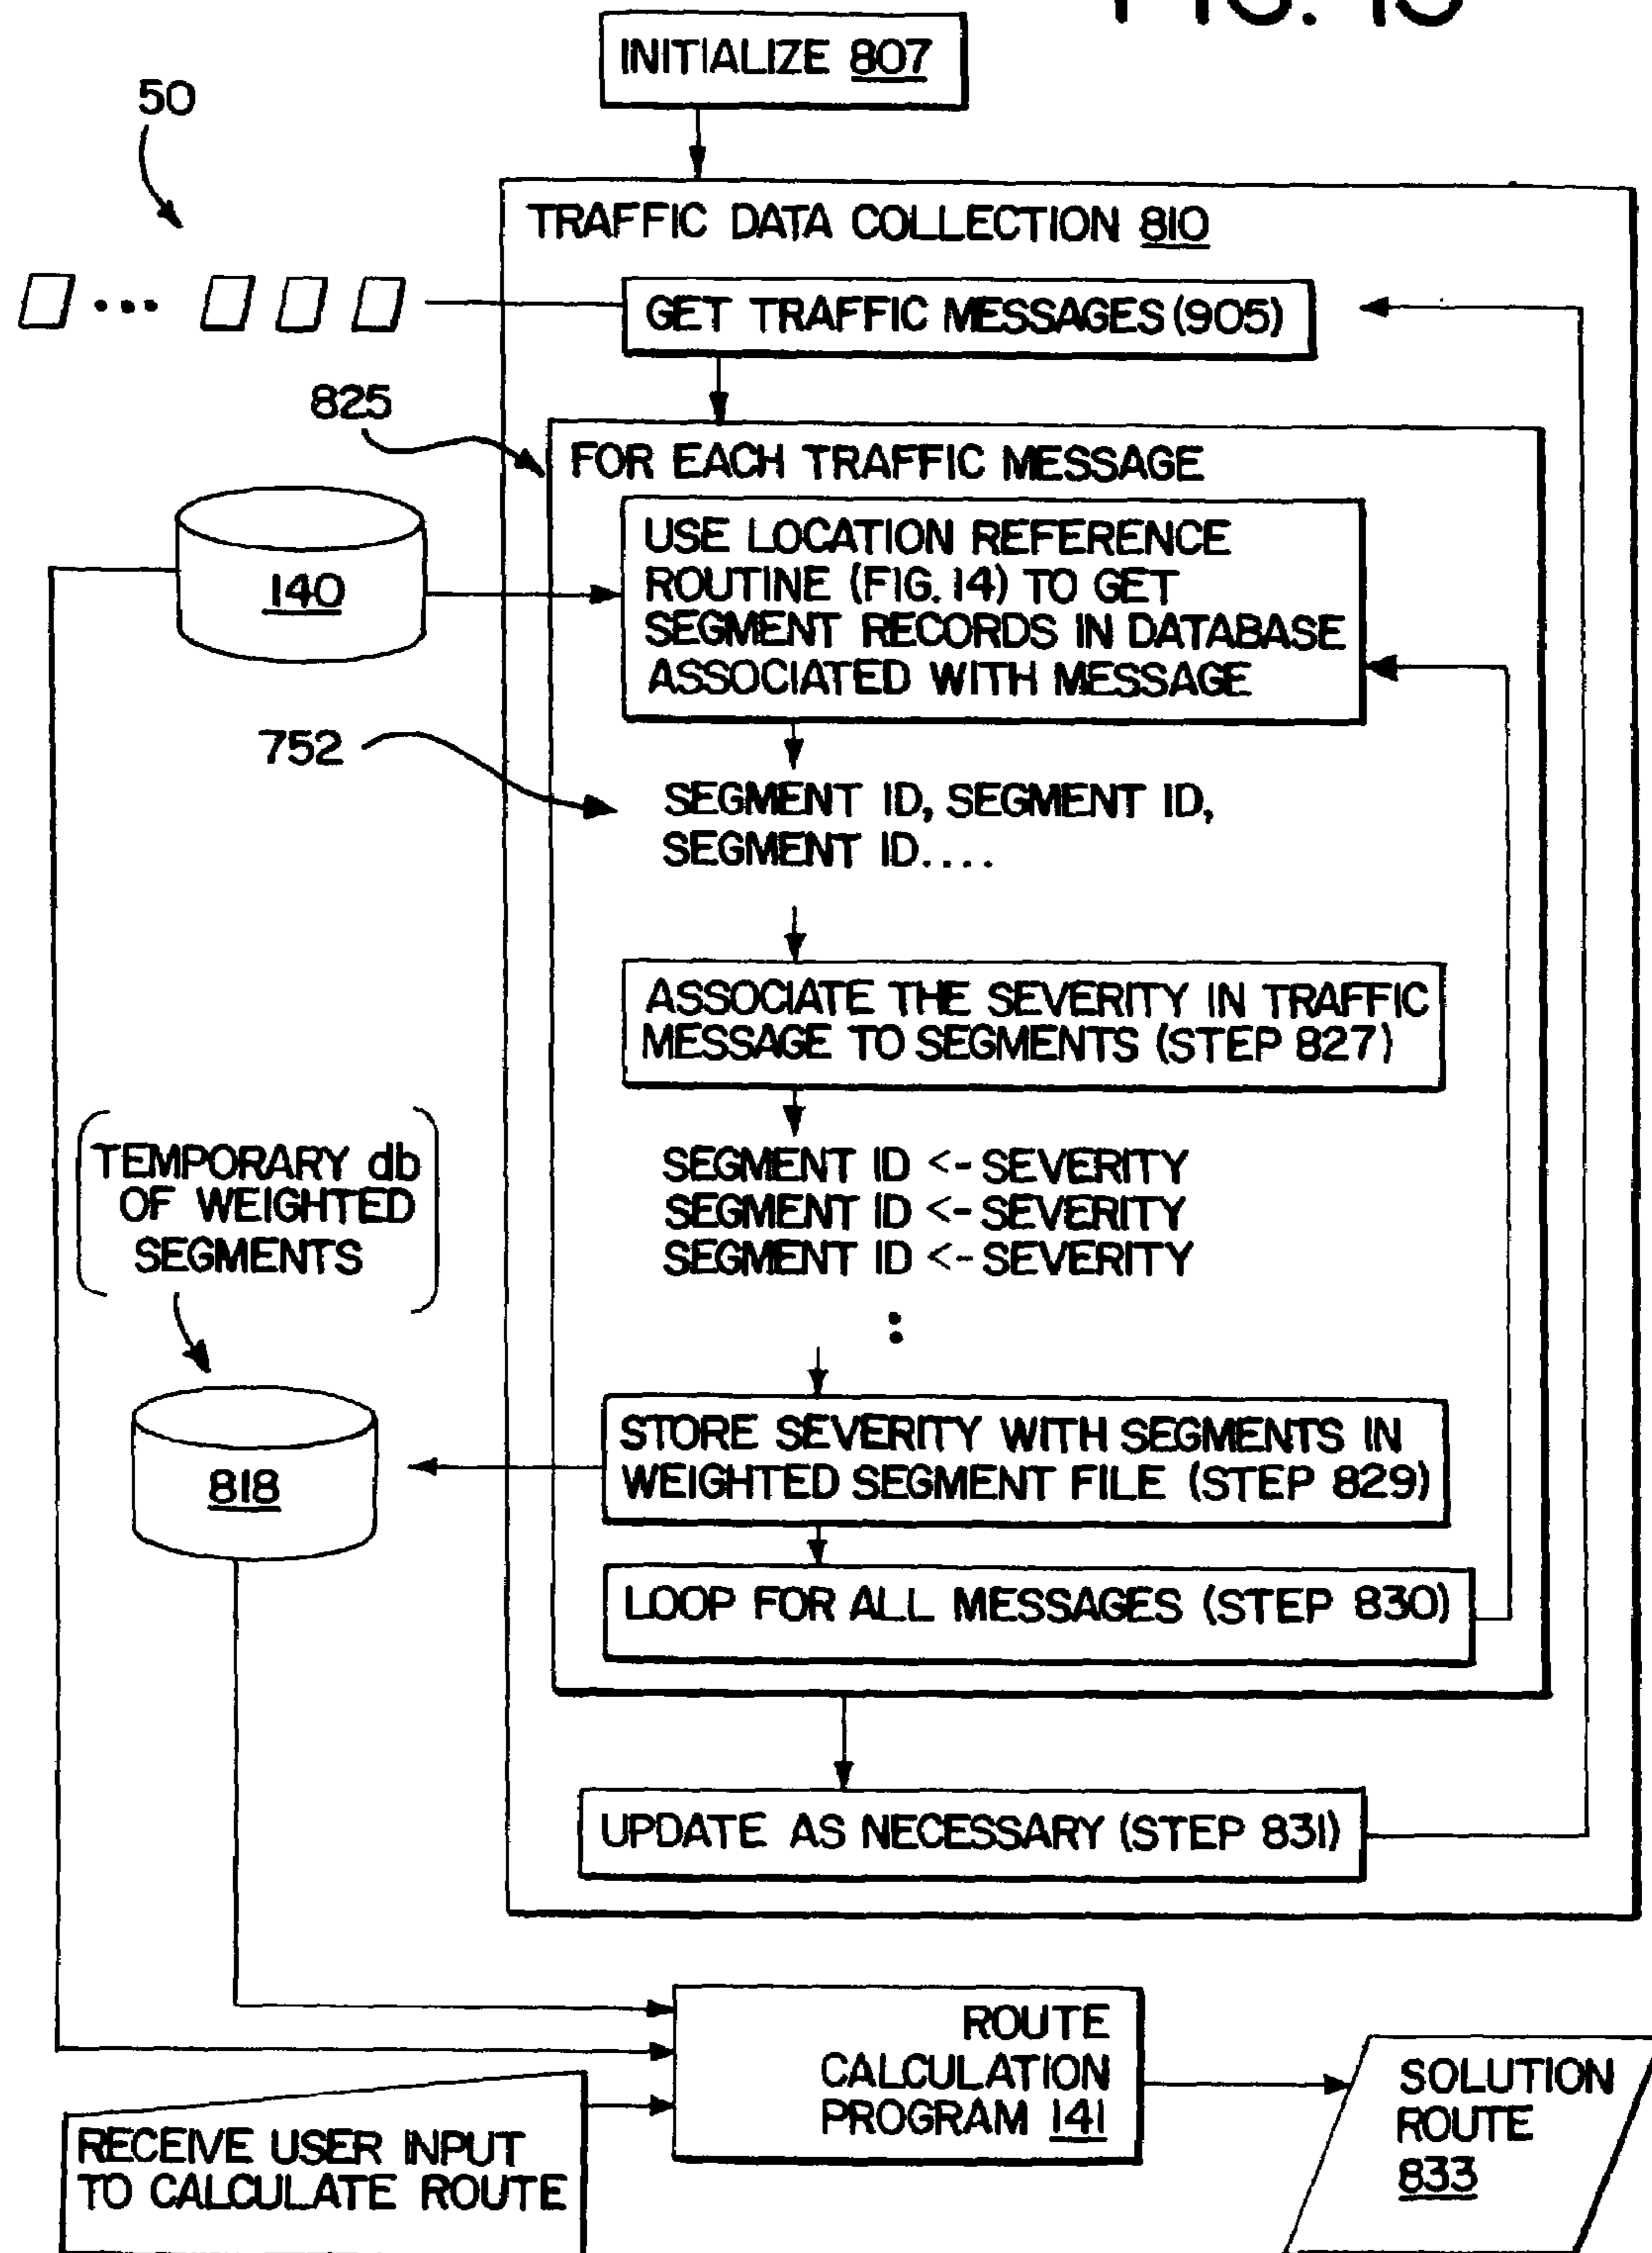 INITIALIZE 807
50
TRAFFIC DATA COLLECTION 810
GET TRAFFIC MESSAGES (905)
825
FOR EACH TRAFFIC MESSAGE
USE LOCATION REFERENCE
ROUTINE (FIG. 14) TO GET
SEGMENT RECORDS IN DATABASE
ASSOCIATED WITH MESSAGE
140
752
SEGMENT ID, SEGMENT ID,
SEGMENT ID....
ASSOCIATE THE SEVERITY IN TRAFFIC
MESSAGE TO SEGMENTS (STEP 827)
TEMPORARY db
OF WEIGHTED
SEGMENTS
SEGMENT ID <- SEVERITY
SEGMENT ID <- SEVERITY
SEGMENT ID <- SEVERITY
:
STORE SEVERITY WITH SEGMENTS IN
WEIGHTED SEGMENT FILE (STEP 829)
818
LOOP FOR ALL MESSAGES (STEP 830)
UPDATE AS NECESSARY (STEP 831)
ROUTE
CALCULATION
PROGRAM 141
RECEIVE USER INPUT
TO CALCULATE ROUTE
SOLUTION
ROUTE
833